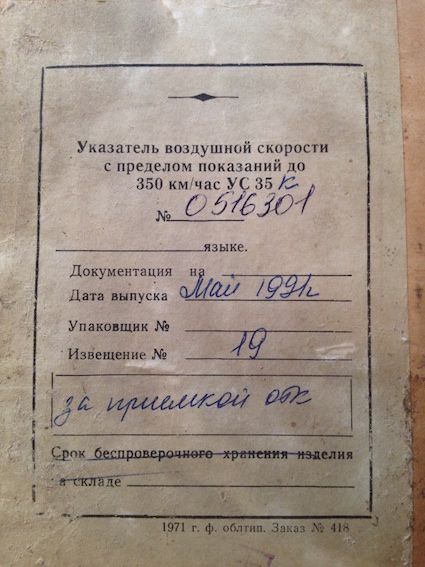 Указатель воздушной скорости
с пределом показаний до
350 км/час УС 35 К
№ 0516301
языке.
Документация на
Дата выпуска Май 1991г
Упаковщик №
Извещение № 19
за приемкой отк
Срок беспроверочного хранения изделия
на складе
1971 г. ф. облтип. Заказ № 418